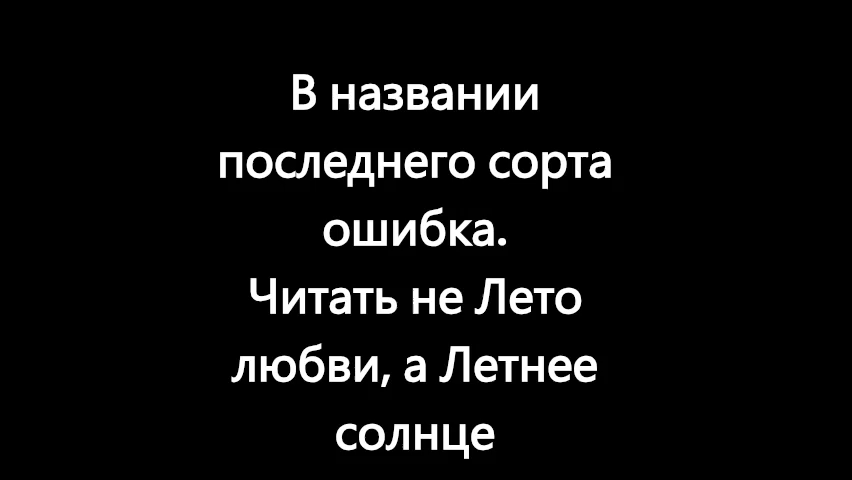 В названии
последнего сорта
ошибка.
Читать не Лето
любви, а Летнее
солнце